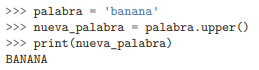 >>> palabra = 'banana'
>>> nueva_palabra = palabra.upper()
>>> print(nueva_palabra)
BANANA